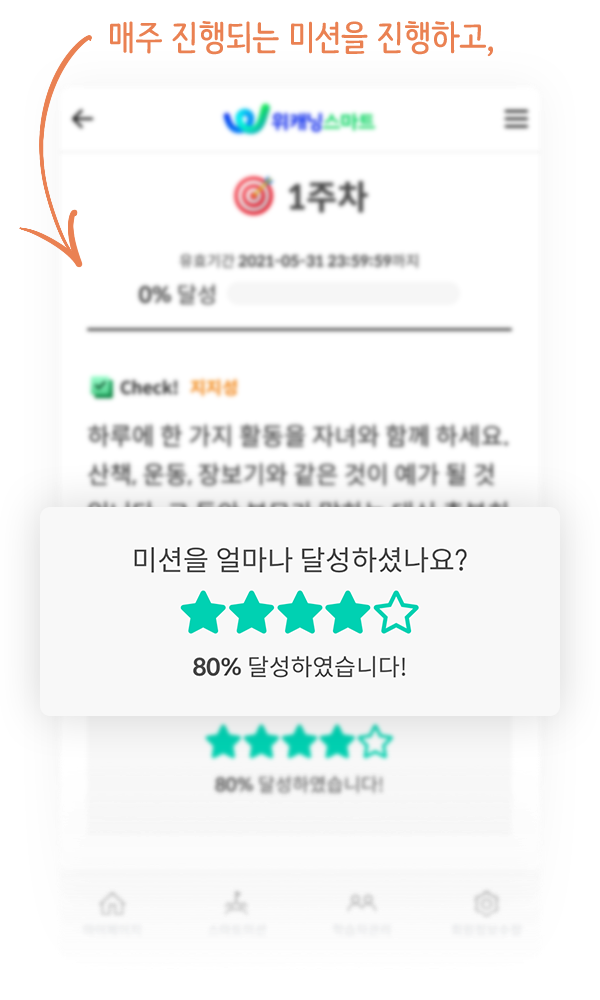 매주 진행되는 미션을 진행하고,
위캐닝스마트
1주차
유효기간 2021-05-31 23:59:59까지
0% 달성
Check! 지지성
하루에 한 가지 활동을 자녀와 함께 하세요.
산책, 운동, 장보기와 같은 것이 예가 될 것
미션을 얼마나 달성하셨나요?
80% 달성하였습니다!
80% 달성하였습니다!